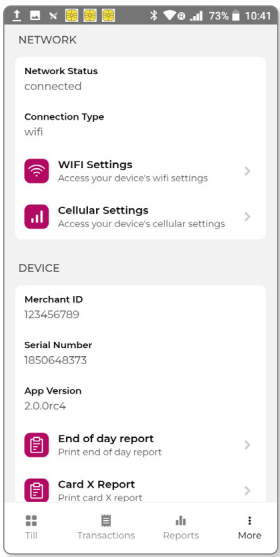 73% 10:41
NETWORK
Network Status
connected
Connection Type
wifi
WIFI Settings
Access your device's wifi settings
Cellular Settings
Access your device's cellular settings
DEVICE
Merchant ID
123456789
Serial Number
1850648373
App Version
2.0.0rc4
End of day report
Print end of day report
Card X Report
Print card X report
Till Transactions Reports More